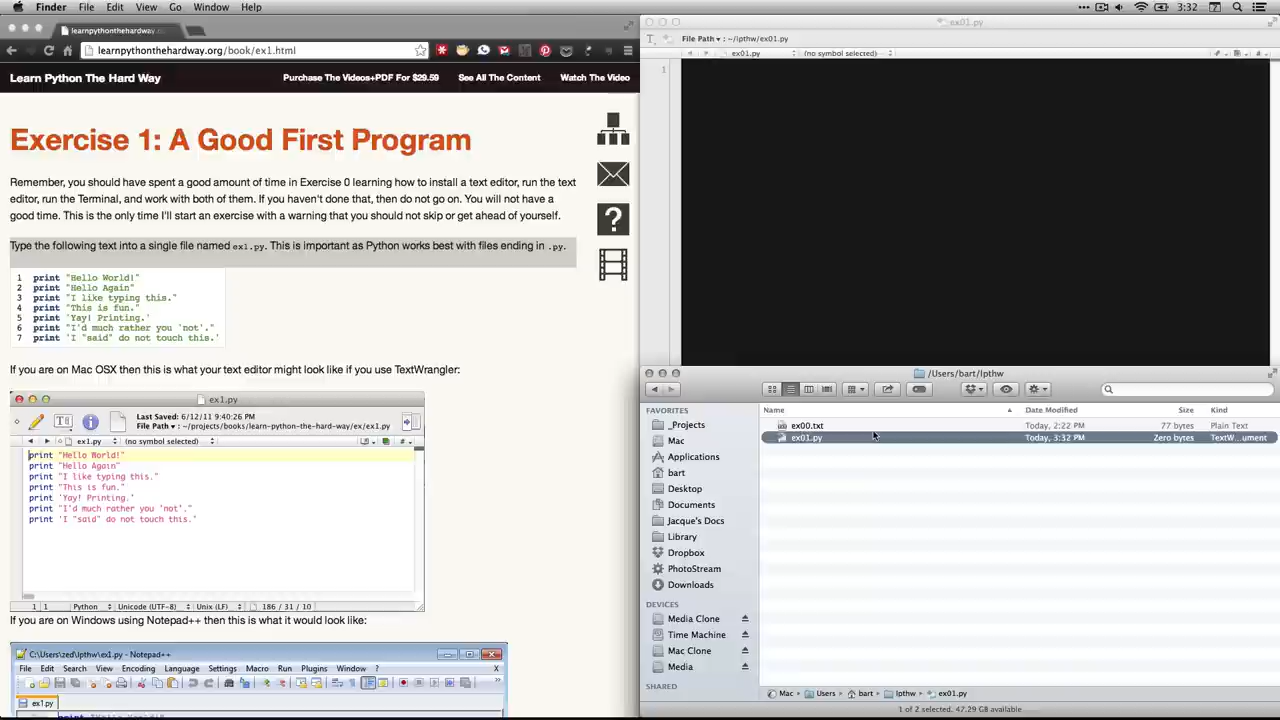 Finder File Edit View Go Window Help 3:32
learnpythonthehardway.
learnpythonthehardway.org/book/ex1.html
Learn Python The Hard Way Purchase The Videos+PDF For $29.59 See All The Content Watch The Video
Exercise 1: A Good First Program
Remember, you should have spent a good amount of time in Exercise 0 learning how to install a text editor, run the text
editor, run the Terminal, and work with both of them. If you haven't done that, then do not go on. You will not have a
good time. This is the only time I'll start an exercise with a warning that you should not skip or get ahead of yourself.
Type the following text into a single file named ex1.py. This is important as Python works best with files ending in .py.
1 print "Hello World!"
2 print "Hello Again"
3 print "I like typing this."
4 print "This is fun."
5 print 'Yay! Printing.'
6 print "I'd much rather you 'not'."
7 print 'I "said" do not touch this.'
If you are on Mac OSX then this is what your text editor might look like if you use TextWrangler:
ex1.py
Last Saved: 6/12/11 9:40:26 PM
File Path ▾ : ~/projects/books/learn-python-the-hard-way/ex/ex1.py
ex1.py (no symbol selected)
print "Hello World!"
print "Hello Again"
print "I like typing this."
print "This is fun."
print 'Yay! Printing.'
print "I'd much rather you 'not'."
print 'I "said" do not touch this.'
1 1 Python Unicode (UTF-8) Unix (LF) 186 / 31 / 10
If you are on Windows using Notepad++ then this is what it would look like:
C:\Users\zed\lpthw\ex1.py - Notepad++
File Edit Search View Encoding Language Settings Macro Run Plugins Window ?
X
ex1.py
print "Hello World!"
ex01.py
File Path ▾ : ~/lpthw/ex01.py
ex01.py (no symbol selected)
1
/Users/bart/lpthw
FAVORITES
_Projects
Mac
Applications
bart
Desktop
Documents
Jacque's Docs
Library
Dropbox
PhotoStream
Downloads
DEVICES
Media Clone
Time Machine
Mac Clone
Media
SHARED
Name Date Modified Size Kind
ex00.txt Today, 2:22 PM 77 bytes Plain Text
ex01.py Today, 3:32 PM Zero bytes TextW...ument
Mac Users bart lpthw ex01.py
1 of 2 selected, 47.29 GB available